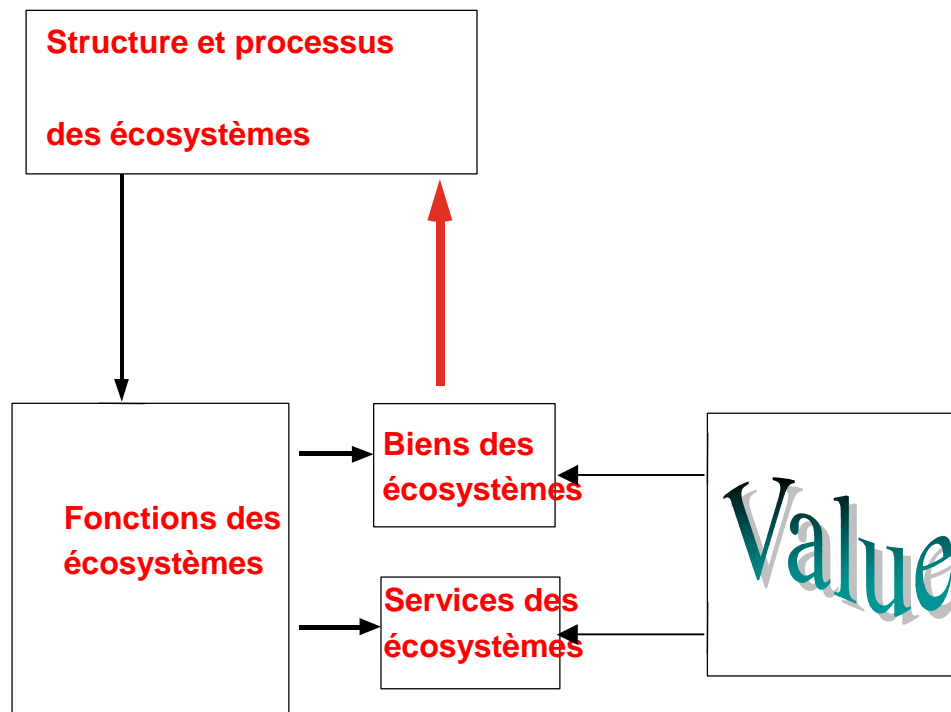 Structure et processus
des écosystèmes
Biens des
écosystèmes
Fonctions des
écosystèmes
Services des
écosystèmes
Value